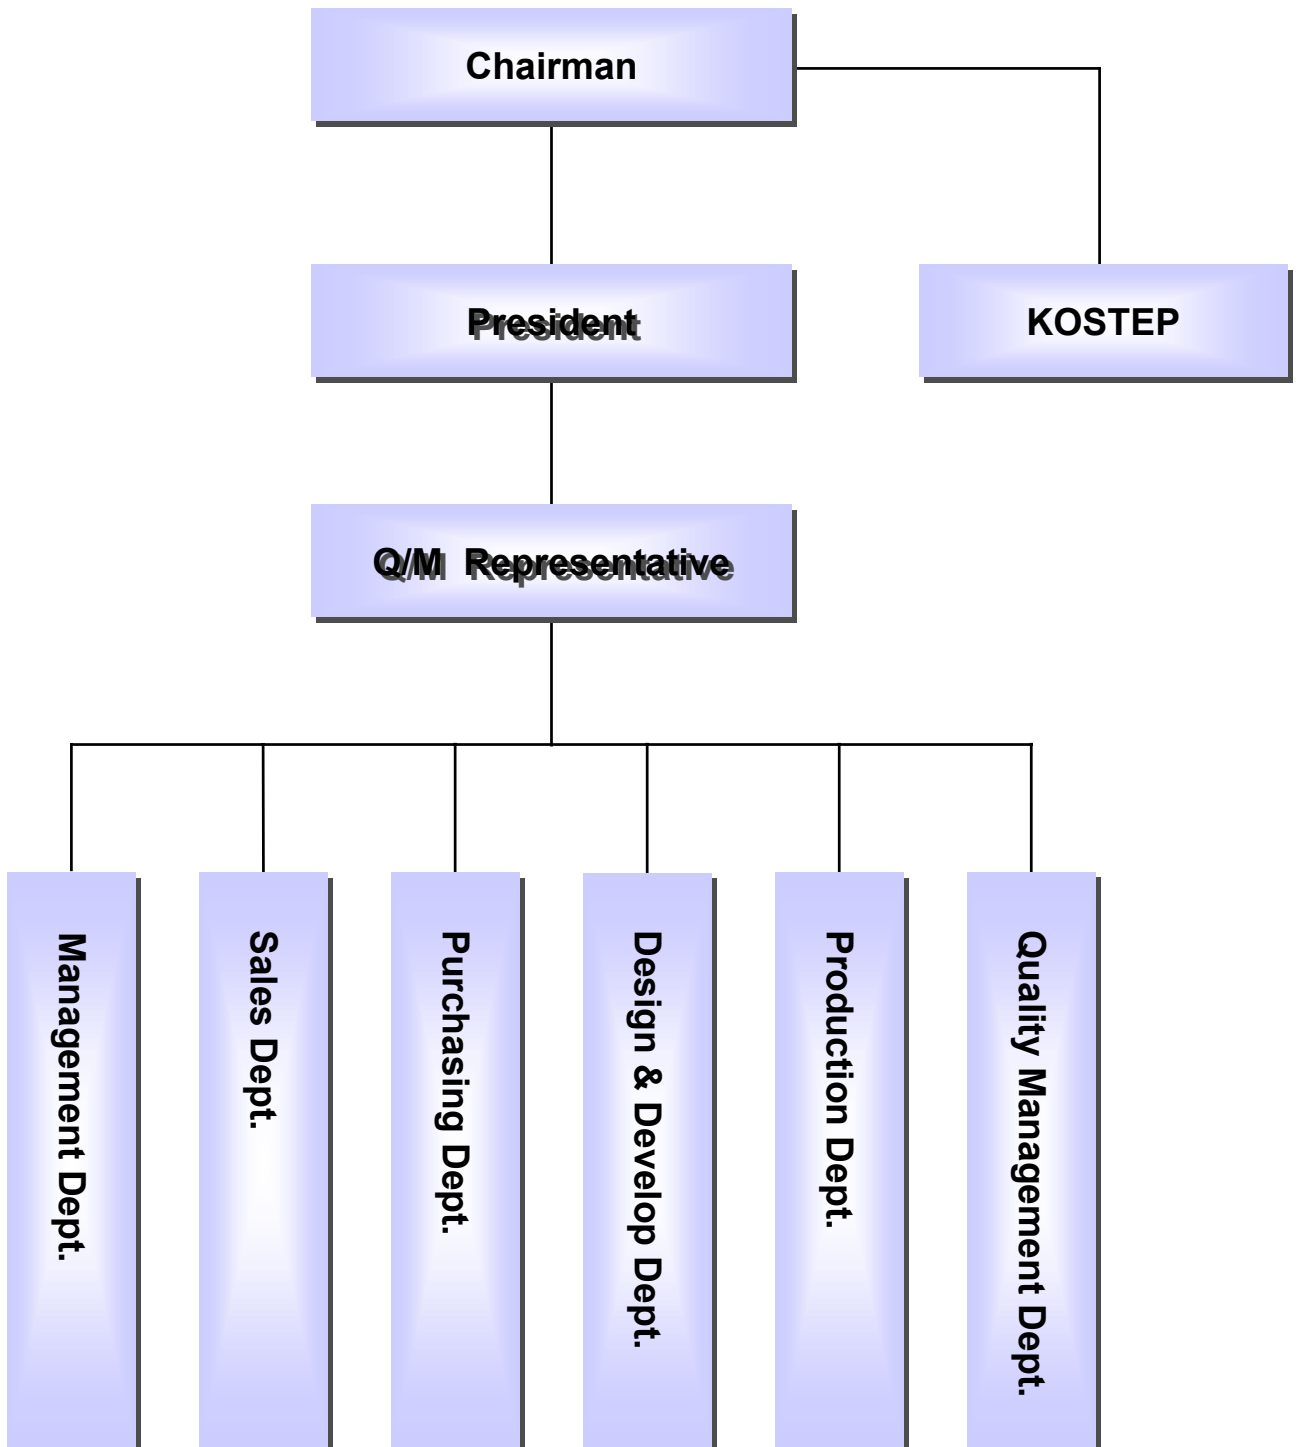 Chairman
President
KOSTEP
Q/M Representative
Management Dept.
Sales Dept.
Purchasing Dept.
Design & Develop Dept.
Production Dept.
Quality Management Dept.